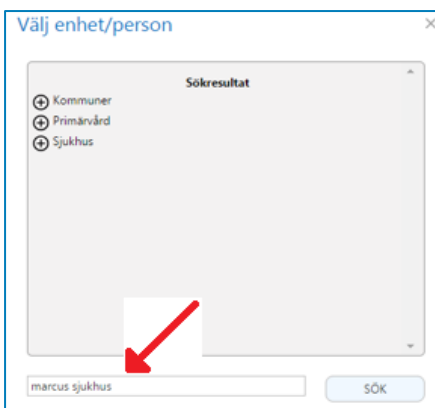 Välj enhet/person
Sökresultat
Kommuner
Primärvård
Sjukhus
marcus sjukhus
SÖK